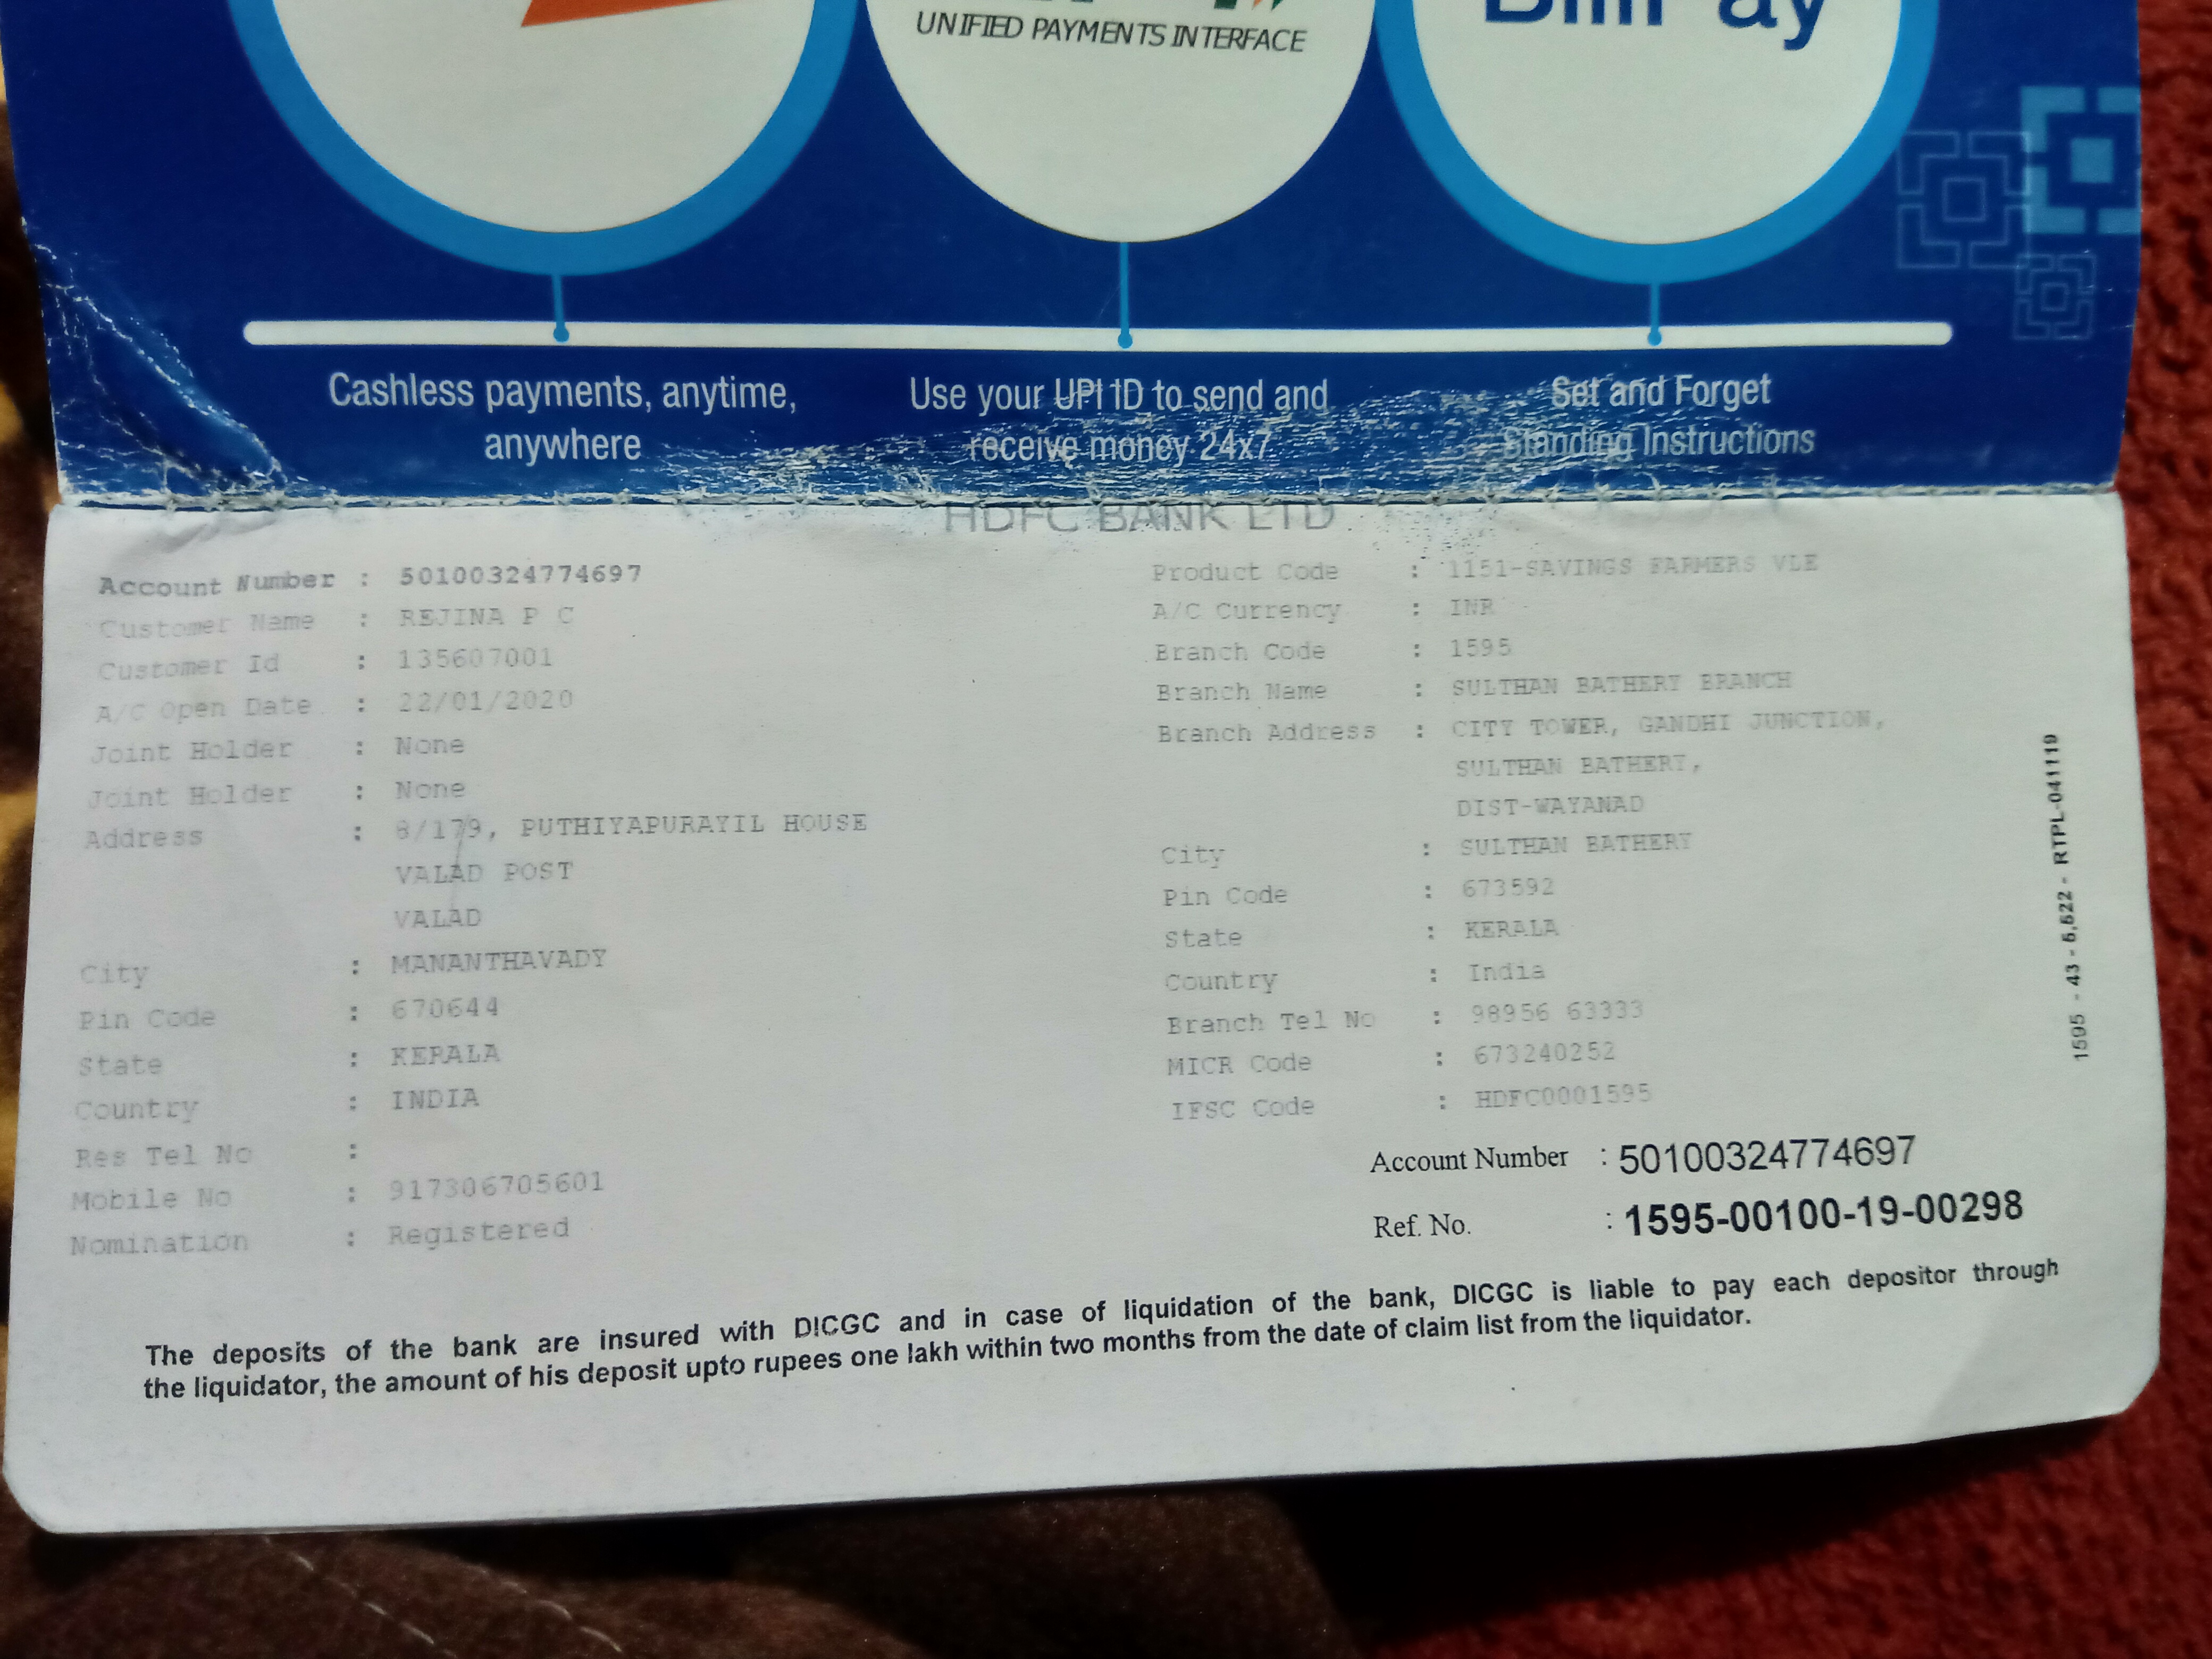 UNIFIED PAYMENTS INTERFACE
BillPay
Cashless payments, anytime,
anywhere
Use your UPI ID to send and
receive money 24x7
Set and Forget
Standing Instructions
HDFC BANK LTD
Account Number : 50100324774697
Customer Name : REJINA P C
Customer Id : 135607001
A/C Open Date : 22/01/2020
Joint Holder : None
Joint Holder : None
Address : 8/179, PUTHIYAPURAYIL HOUSE
VALAD POST
VALAD
City : MANANTHAVADY
Pin Code : 670644
State : KERALA
Country : INDIA
Res Tel No :
Mobile No : 917306705601
Nomination : Registered
Product Code : 1151-SAVINGS FARMERS VLE
A/C Currency : INR
Branch Code : 1595
Branch Name : SULTHAN BATHERY BRANCH
Branch Address : CITY TOWER, GANDHI JUNCTION,
SULTHAN BATHERY,
DIST-WAYANAD
City : SULTHAN BATHERY
Pin Code : 673592
State : KERALA
Country : India
Branch Tel No : 98956 63333
MICR Code : 673240252
IFSC Code : HDFC0001595
Account Number : 50100324774697
Ref. No. : 1595-00100-19-00298
1595 - 43 - 5,522 - RTPL-041119
The deposits of the bank are insured with DICGC and in case of liquidation of the bank, DICGC is liable to pay each depositor through
the liquidator, the amount of his deposit upto rupees one lakh within two months from the date of claim list from the liquidator.